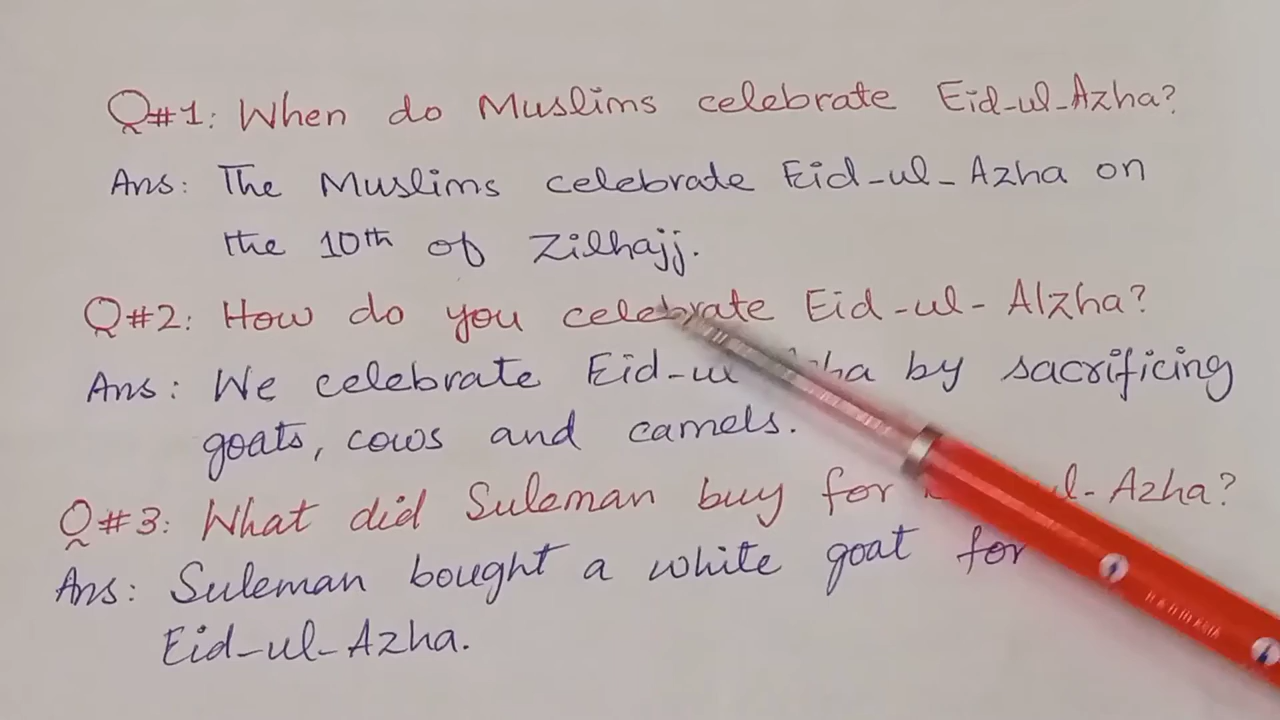 Q#1: When do Muslims celebrate Eid-ul-Azha?
Ans: The Muslims celebrate Eid-ul-Azha on
the 10th of Zilhajj.
Q#2: How do you celebrate Eid-ul-Alzha?
Ans: We celebrate Eid-ul by sacrificing
goats, cows and camels.
Q#3: What did Suleman buy for ul-Azha?
Ans: Suleman bought a white goat for
Eid-ul-Azha.